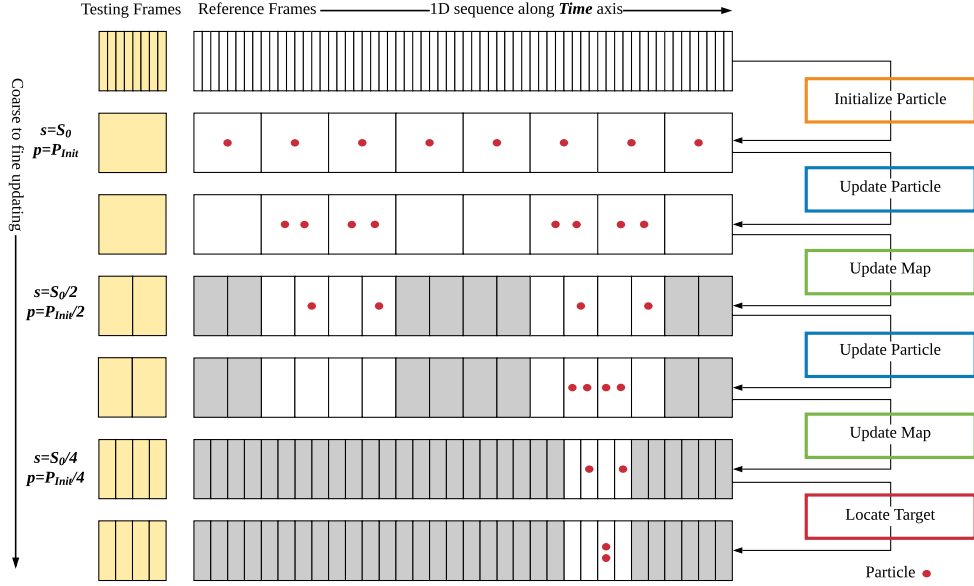 Testing Frames
Reference Frames
1D sequence along Time axis
Initialize Particle
Coarse to fine updating
s=S0
p=PInit
Update Particle
Update Map
s=S0/2
p=PInit/2
Update Particle
Update Map
s=S0/4
p=PInit/4
Locate Target
Particle